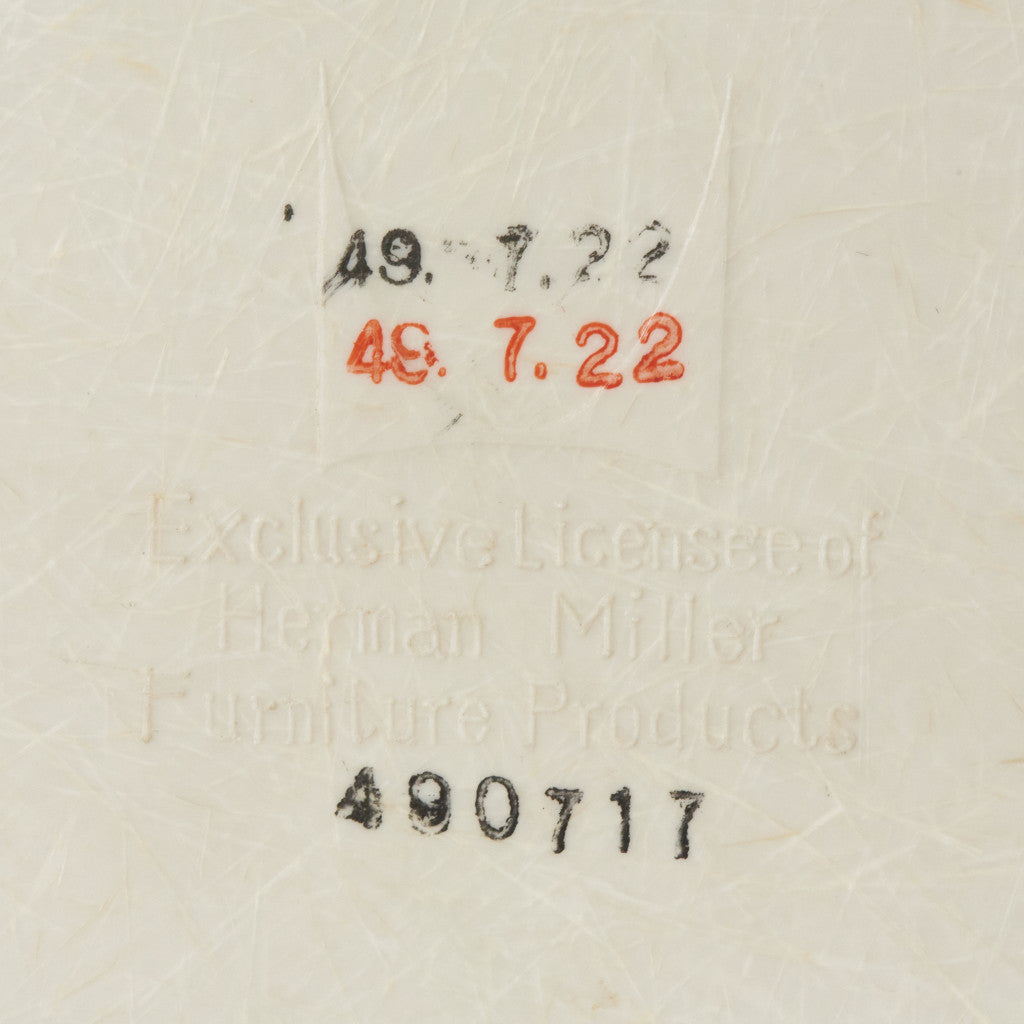 49. 7.22
49. 7.22
Exclusive Licensee of
Herman Miller
Furniture Products
490717